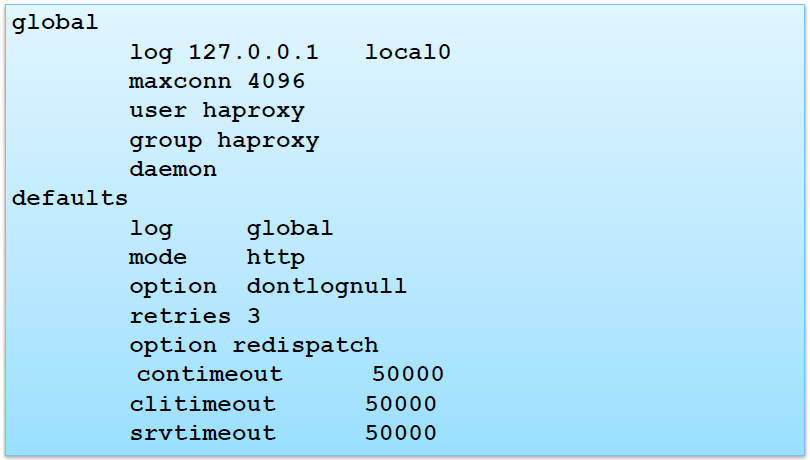 global
log 127.0.0.1 local0
maxconn 4096
user haproxy
group haproxy
daemon
defaults
log global
mode http
option dontlognull
retries 3
option redispatch
contimeout 50000
clitimeout 50000
srvtimeout 50000